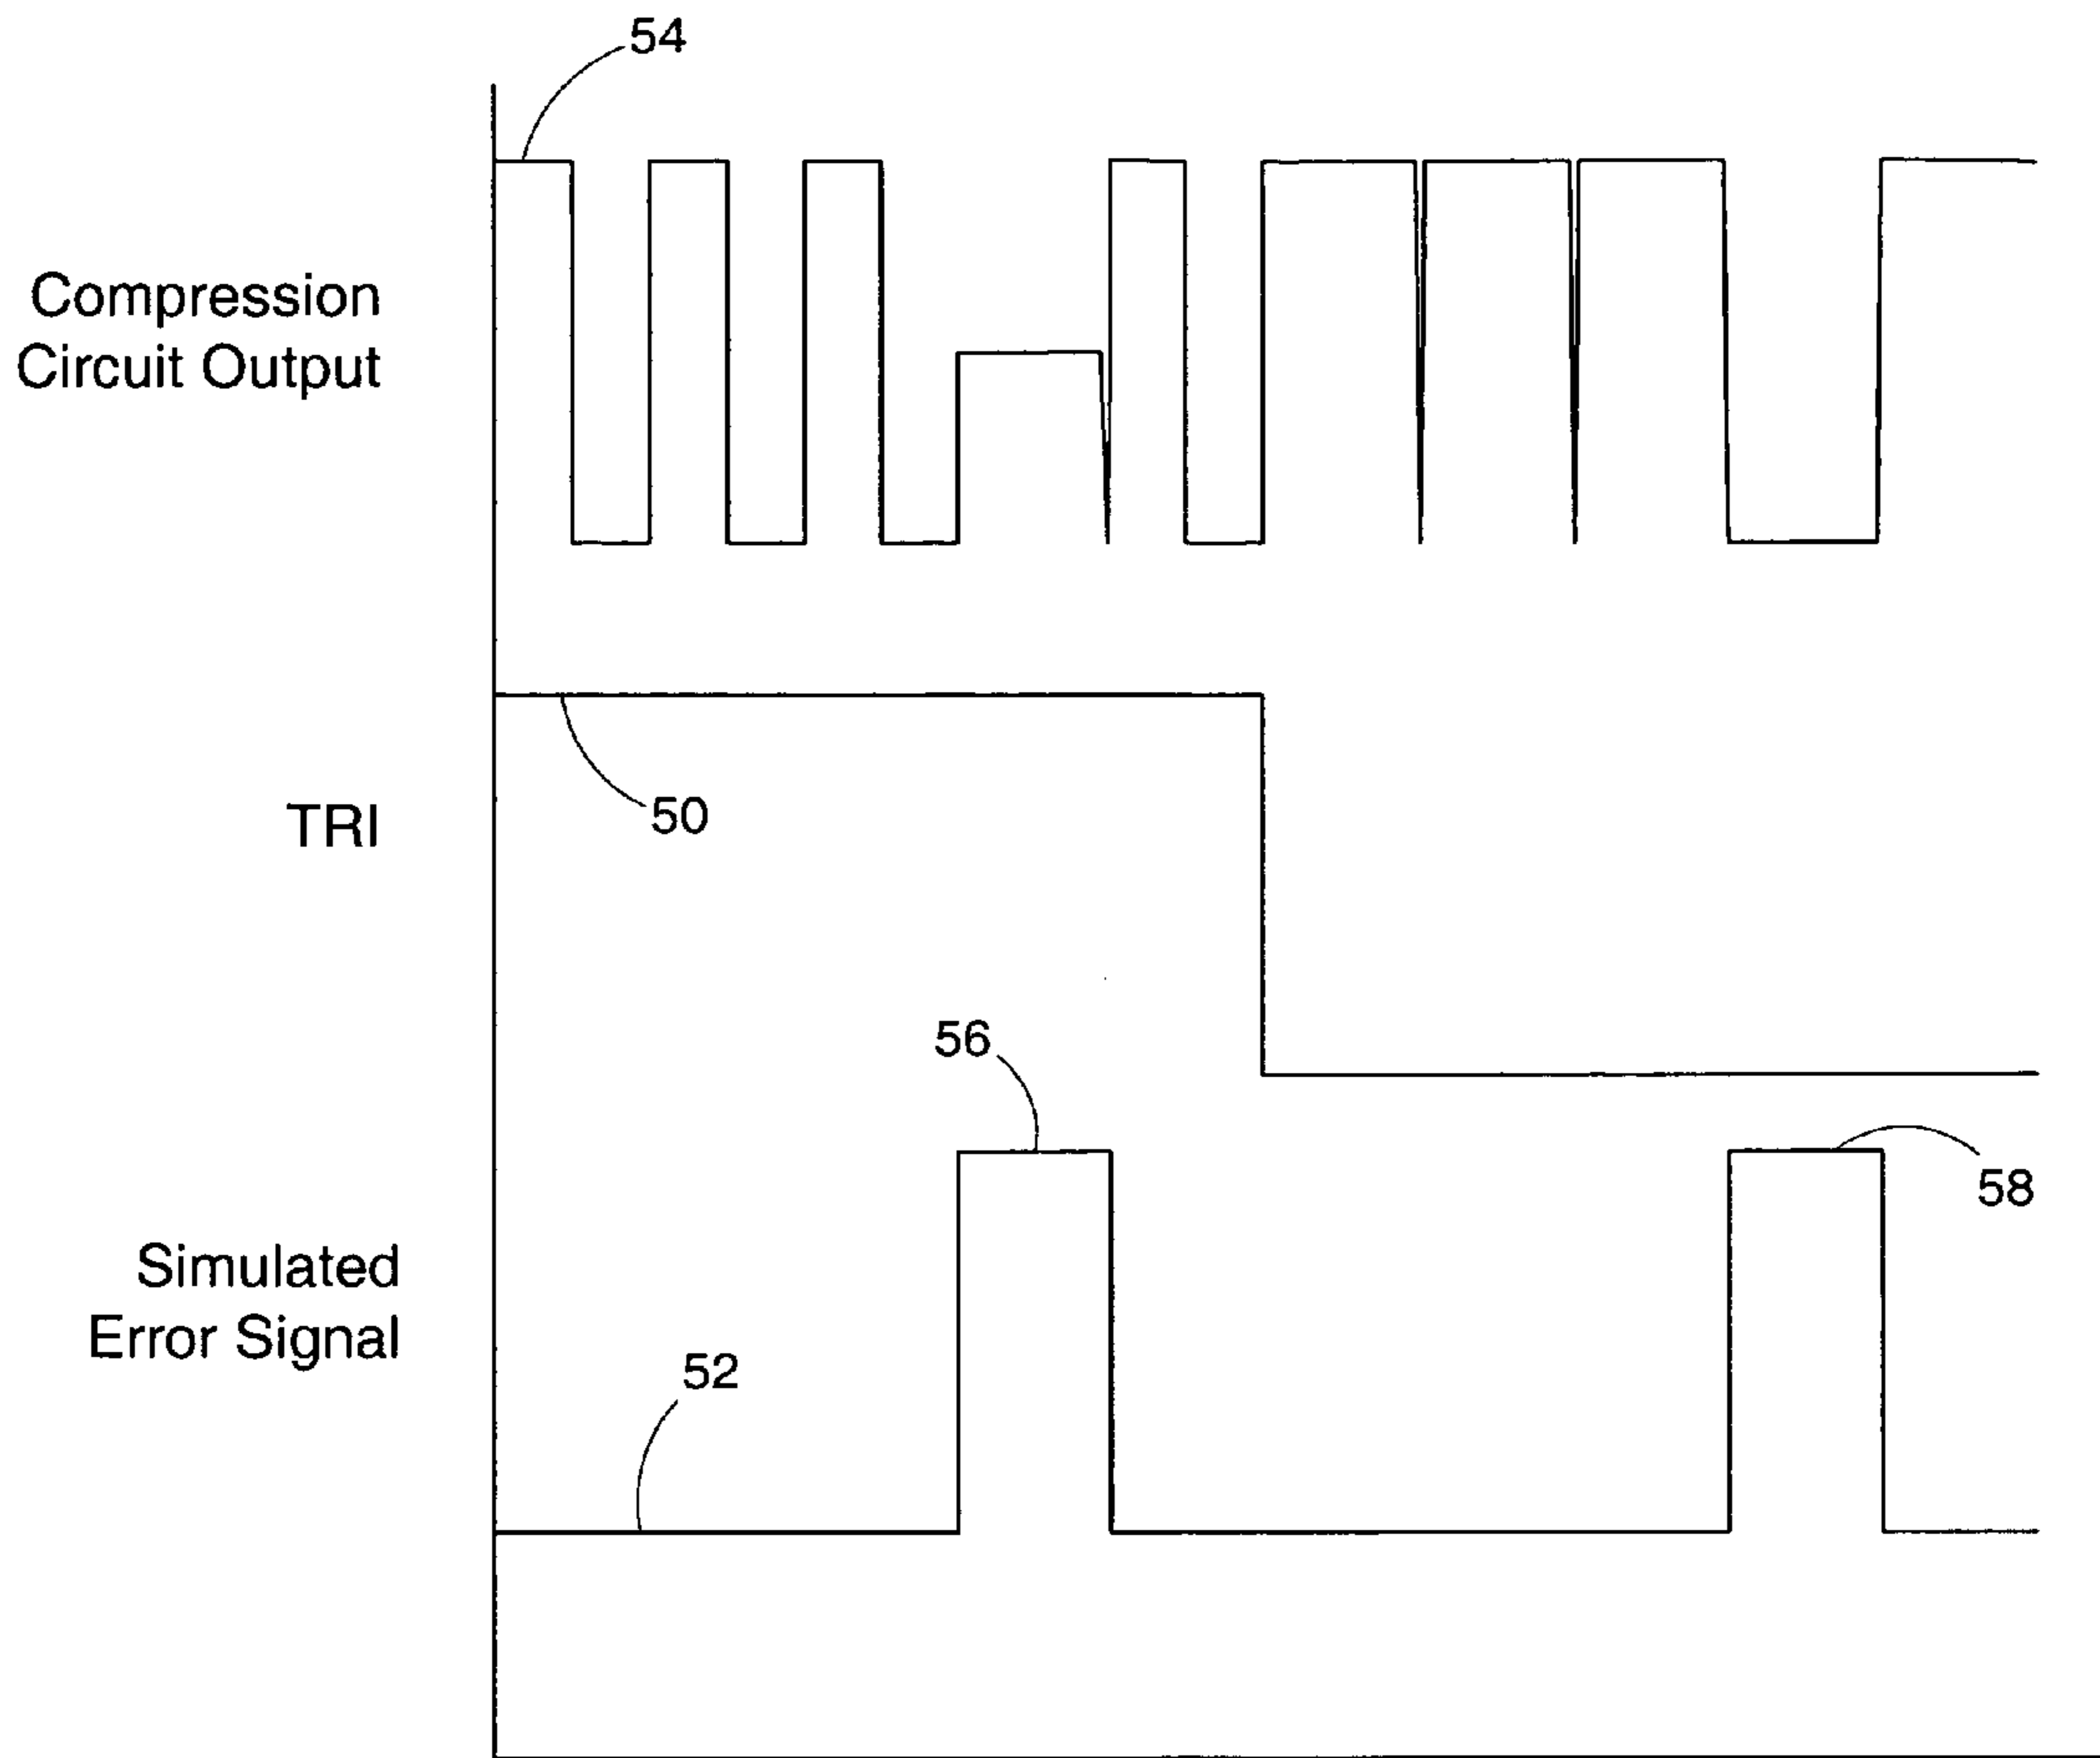 54
Compression
Circuit Output
50
TRI
56
58
Simulated
Error Signal
52